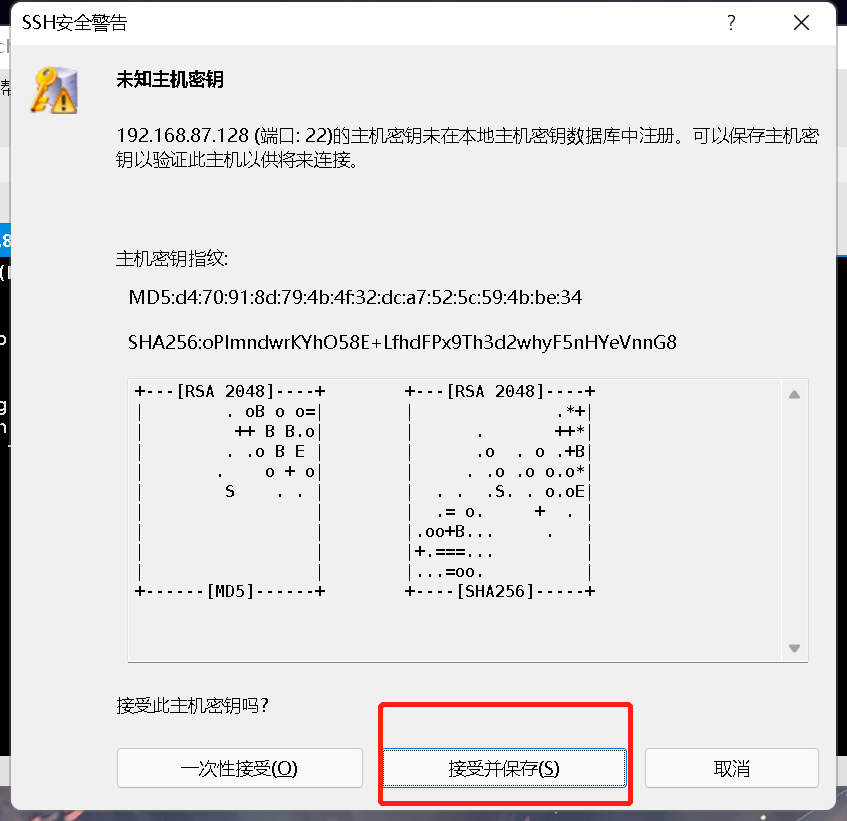 SSH安全警告
?
未知主机密钥
192.168.87.128 (端口: 22)的主机密钥未在本地主机密钥数据库中注册。可以保存主机密
钥以验证此主机以供将来连接。
主机密钥指纹:
MD5:d4:70:91:8d:79:4b:4f:32:dc:a7:52:5c:59:4b:be:34
SHA256:oPImndwrKYhO58E+LfhdFPx9Th3d2whyF5nHYeVnnG8
+---[RSA 2048]----+        +---[RSA 2048]----+
|         . oB o o=|        |              .*+|
|         ++ B B.o|        |      .       ++*|
|        . .o B E |        |      .o  . o .+B|
|       .    o + o|        |     . .o .o o.o*|
|        S    . . |        |  . .  .S. . o.oE|
|                 |        |  .= o.     +  . |
|                 |        |.oo+B...     .   |
|                 |        |+.===...         |
|                 |        |...=oo.          |
+------[MD5]------+        +----[SHA256]-----+
接受此主机密钥吗?
一次性接受(O)
接受并保存(S)
取消